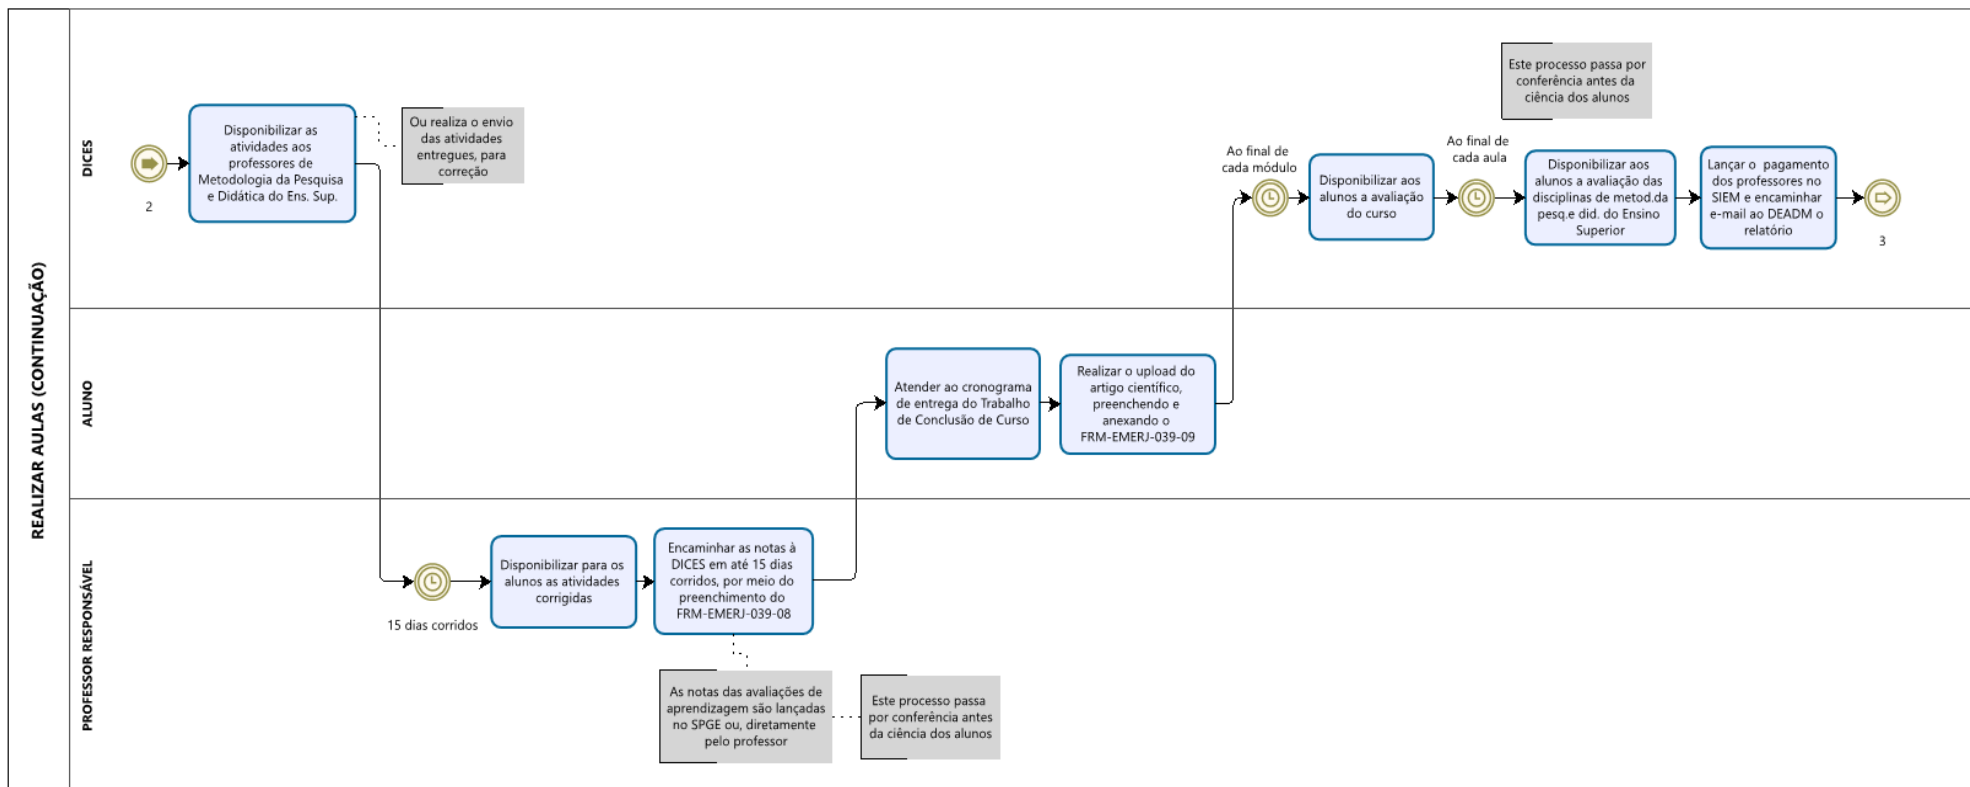 REALIZAR AULAS (CONTINUAÇÃO)
DICES
2
Disponibilizar as
atividades aos
professores de
Metodologia da Pesquisa
e Didática do Ens. Sup.
Ou realiza o envio
das atividades
entregues, para
correção
Ao final de
cada módulo
Disponibilizar aos
alunos a avaliação
do curso
Ao final de
cada aula
Este processo passa por
conferência antes da
ciência dos alunos
Disponibilizar aos
alunos a avaliação das
disciplinas de metod.da
pesq.e did. do Ensino
Superior
Lançar o  pagamento
dos professores no
SIEM e encaminhar
e-mail ao DEADM o
relatório
3
ALUNO
Atender ao cronograma
de entrega do Trabalho
de Conclusão de Curso
Realizar o upload do
artigo científico,
preenchendo e
anexando o
FRM-EMERJ-039-09
PROFESSOR RESPONSÁVEL
15 dias corridos
Disponibilizar para os
alunos as atividades
corrigidas
Encaminhar as notas à
DICES em até 15 dias
corridos, por meio do
preenchimento do
FRM-EMERJ-039-08
As notas das avaliações de
aprendizagem são lançadas
no SPGE ou, diretamente
pelo professor
Este processo passa
por conferência antes
da ciência dos alunos